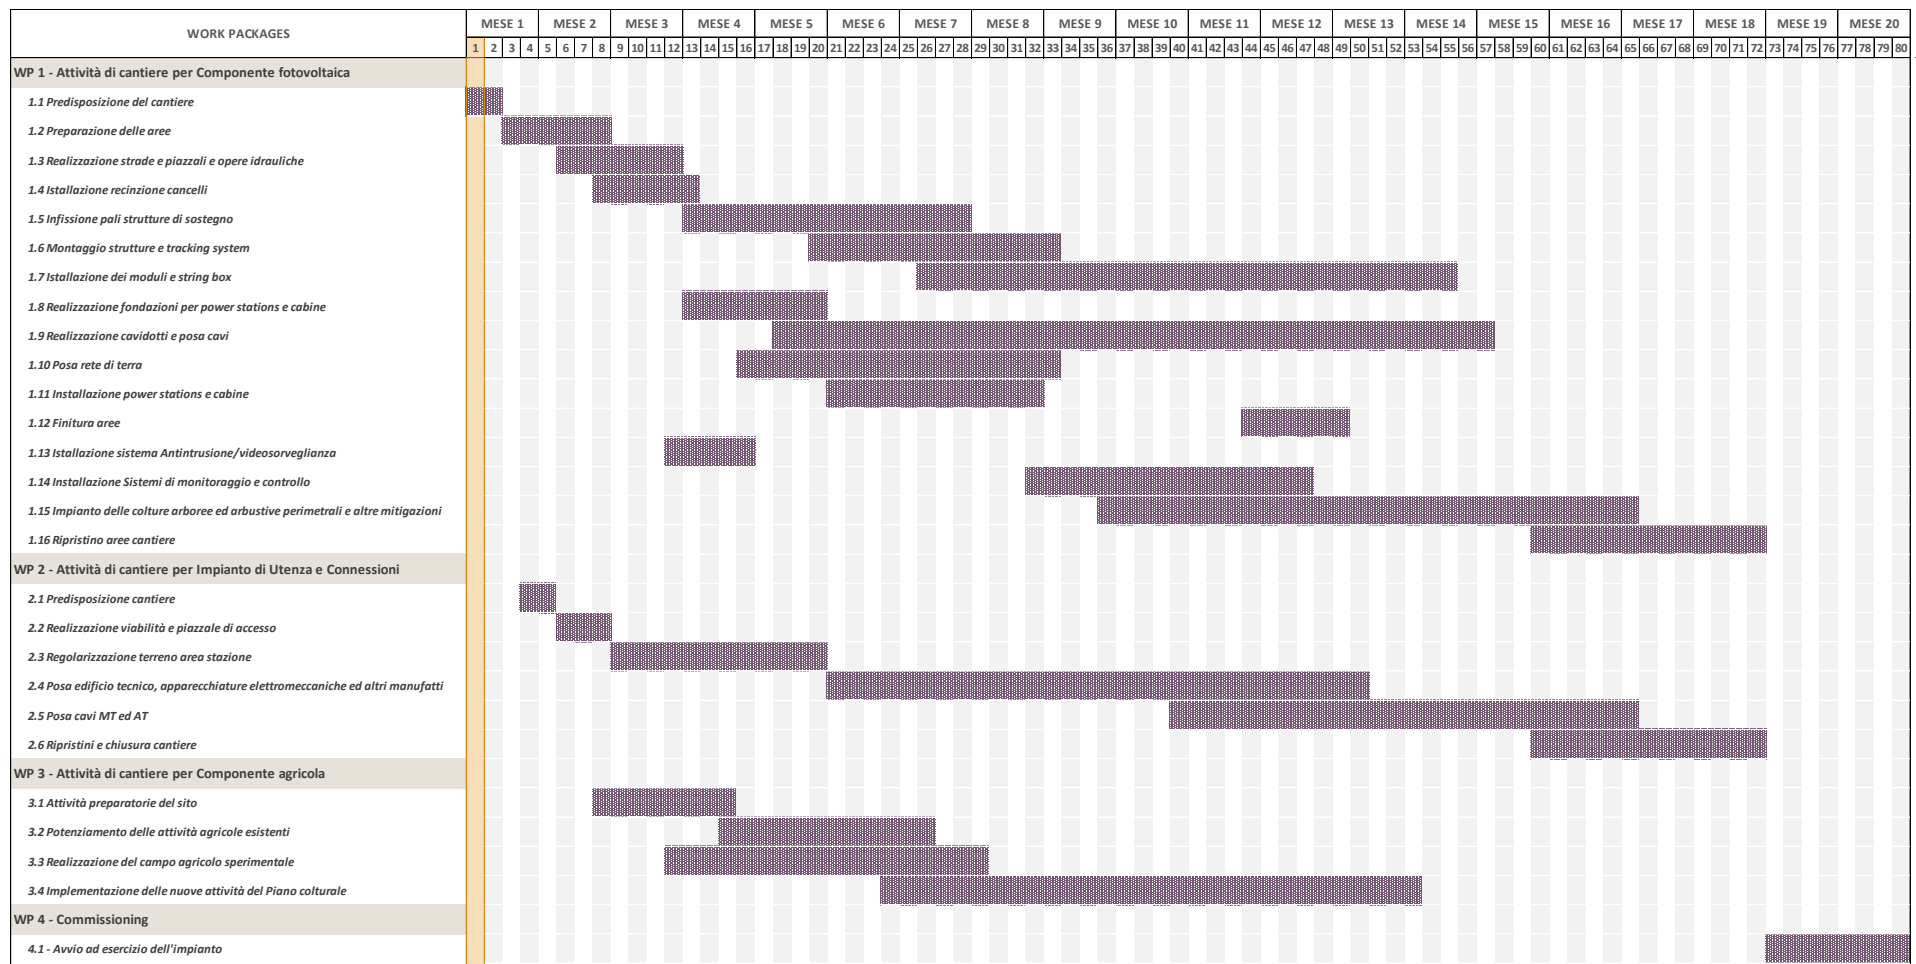 WORK PACKAGES
MESE 1 MESE 2 MESE 3 MESE 4 MESE 5 MESE 6 MESE 7 MESE 8 MESE 9 MESE 10 MESE 11 MESE 12 MESE 13 MESE 14 MESE 15 MESE 16 MESE 17 MESE 18 MESE 19 MESE 20
1 2 3 4 5 6 7 8 9 10 11 12 13 14 15 16 17 18 19 20 21 22 23 24 25 26 27 28 29 30 31 32 33 34 35 36 37 38 39 40 41 42 43 44 45 46 47 48 49 50 51 52 53 54 55 56 57 58 59 60 61 62 63 64 65 66 67 68 69 70 71 72 73 74 75 76 77 78 79 80
WP 1 - Attività di cantiere per Componente fotovoltaica
1.1 Predisposizione del cantiere
1.2 Preparazione delle aree
1.3 Realizzazione strade e piazzali e opere idrauliche
1.4 Istallazione recinzione cancelli
1.5 Infissione pali strutture di sostegno
1.6 Montaggio strutture e tracking system
1.7 Istallazione dei moduli e string box
1.8 Realizzazione fondazioni per power stations e cabine
1.9 Realizzazione cavidotti e posa cavi
1.10 Posa rete di terra
1.11 Installazione power stations e cabine
1.12 Finitura aree
1.13 Istallazione sistema Antintrusione/videosorveglianza
1.14 Installazione Sistemi di monitoraggio e controllo
1.15 Impianto delle colture arboree ed arbustive perimetrali e altre mitigazioni
1.16 Ripristino aree cantiere
WP 2 - Attività di cantiere per Impianto di Utenza e Connessioni
2.1 Predisposizione cantiere
2.2 Realizzazione viabilità e piazzale di accesso
2.3 Regolarizzazione terreno area stazione
2.4 Posa edificio tecnico, apparecchiature elettromeccaniche ed altri manufatti
2.5 Posa cavi MT ed AT
2.6 Ripristini e chiusura cantiere
WP 3 - Attività di cantiere per Componente agricola
3.1 Attività preparatorie del sito
3.2 Potenziamento delle attività agricole esistenti
3.3 Realizzazione del campo agricolo sperimentale
3.4 Implementazione delle nuove attività del Piano colturale
WP 4 - Commissioning
4.1 - Avvio ad esercizio dell'impianto